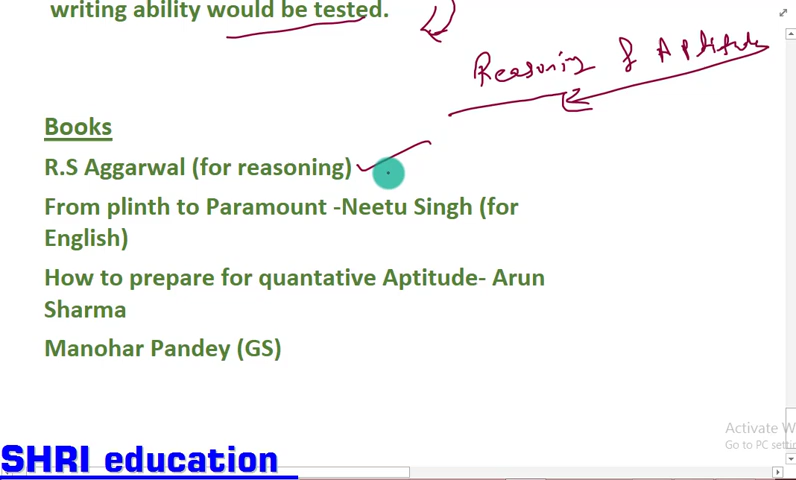 writing ability would be tested.
Reasoning & Aptitude
Books
R.S Aggarwal (for reasoning)
From plinth to Paramount -Neetu Singh (for
English)
How to prepare for quantative Aptitude- Arun
Sharma
Manohar Pandey (GS)
Activate W
Go to PC settin
SHRI education